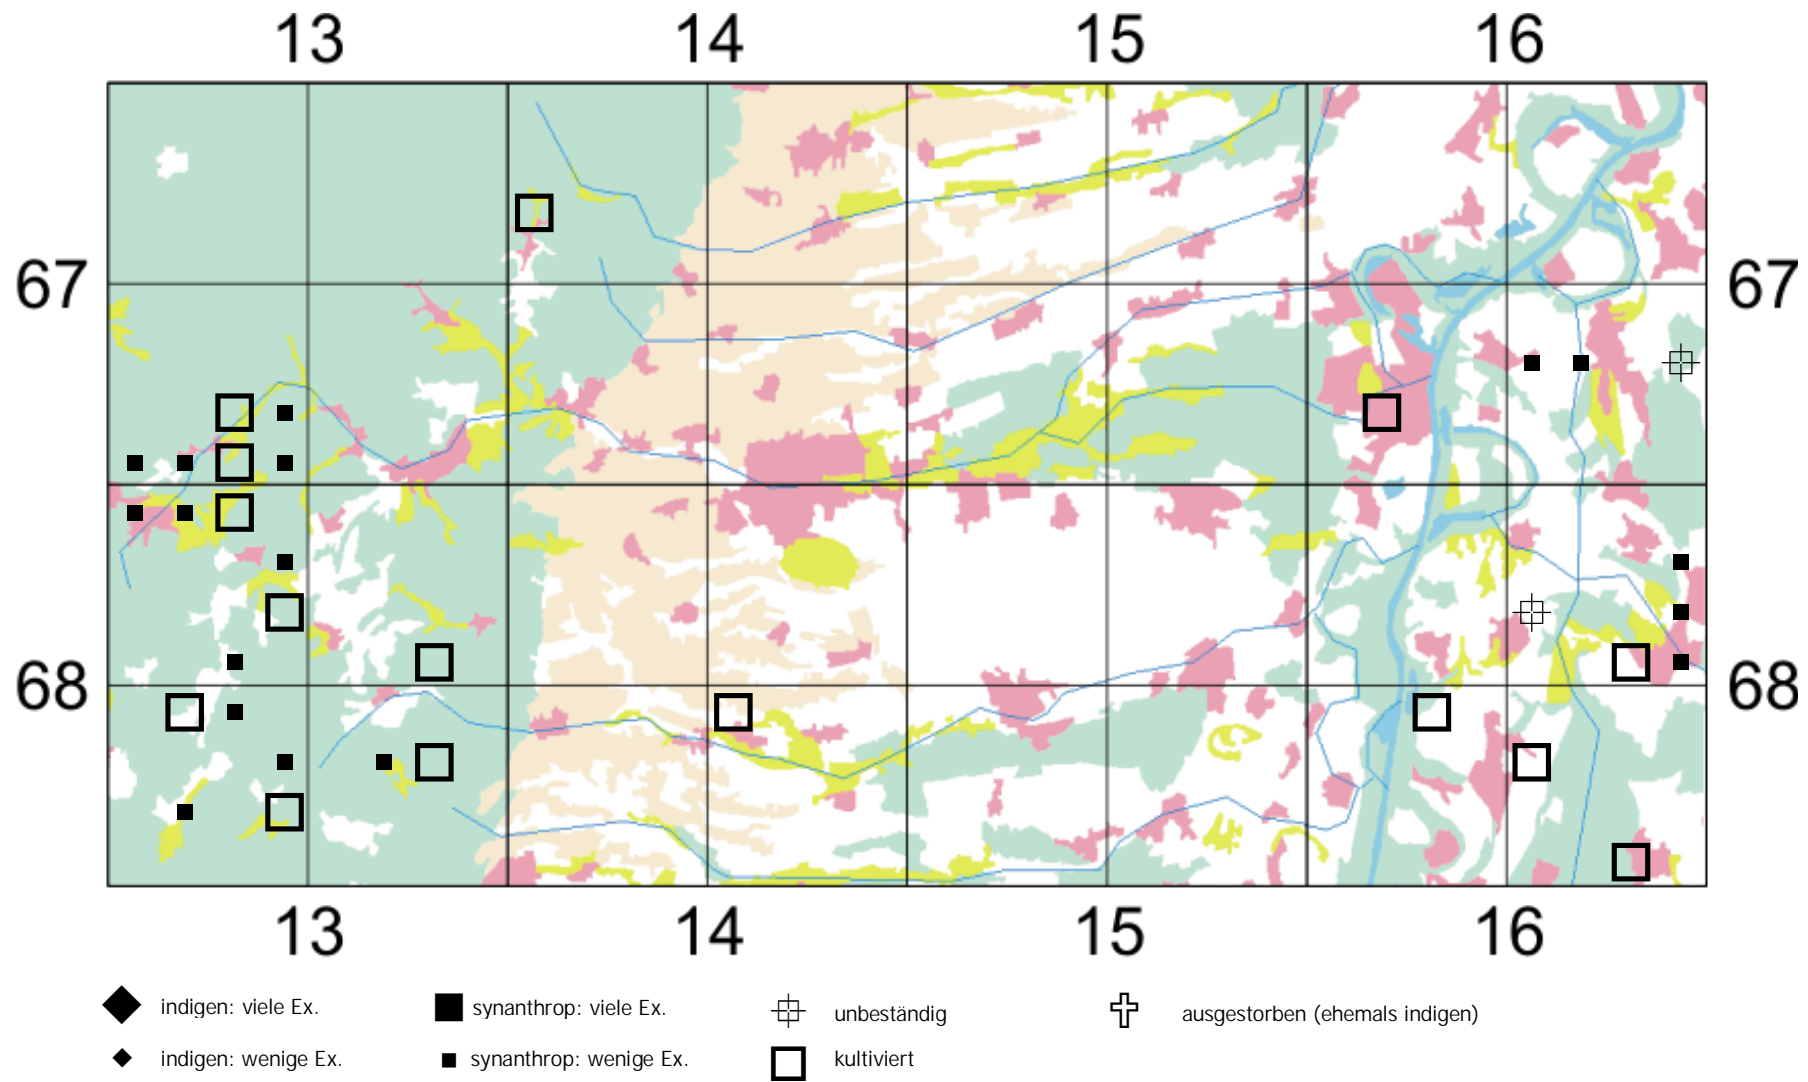 13 14 15 16
67 67
68 68
13 14 15 16
indigen: viele Ex. synanthrop: viele Ex. unbeständig ausgestorben (ehemals indigen)
indigen: wenige Ex. synanthrop: wenige Ex. kultiviert